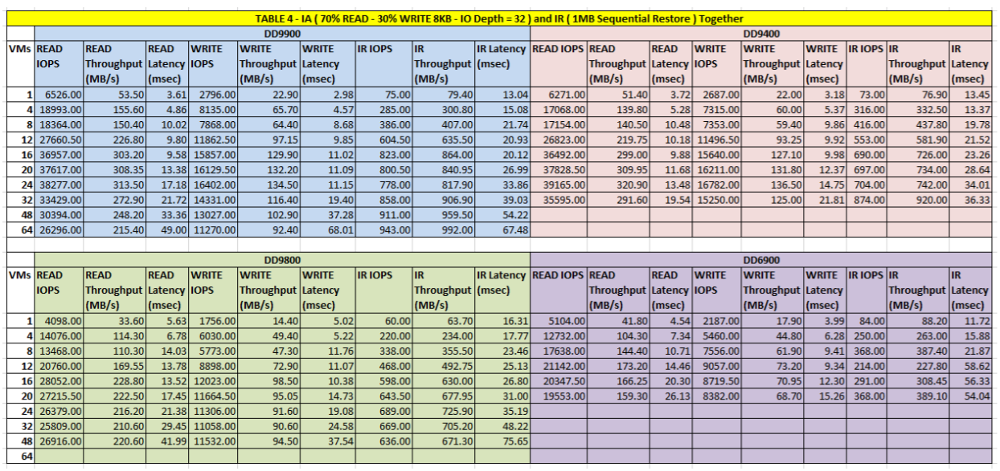 TABLE 4 - IA ( 70% READ - 30% WRITE 8KB - IO Depth = 32 ) and IR ( 1MB Sequential Restore ) Together
DD9900 DD9400
VMs READ IOPS READ Throughput (MB/s) READ Latency (msec) WRITE IOPS WRITE Throughput (MB/s) WRITE Latency (msec) IR IOPS IR Throughput (MB/s) IR Latency (msec) READ IOPS READ Throughput (MB/s) READ Latency (msec) WRITE IOPS WRITE Throughput (MB/s) WRITE Latency (msec) IR IOPS IR Throughput (MB/s) IR Latency (msec)
1 6526.00 53.50 3.61 2796.00 22.90 2.98 75.00 79.40 13.04 6271.00 51.40 3.72 2687.00 22.00 3.18 73.00 76.90 13.45
4 18993.00 155.60 4.86 8135.00 65.70 4.57 285.00 300.80 15.08 17068.00 139.80 5.28 7315.00 60.00 5.37 316.00 332.50 13.37
8 18364.00 150.40 10.02 7868.00 64.40 8.68 386.00 407.00 21.74 17154.00 140.50 10.48 7353.00 59.40 9.86 416.00 437.80 19.78
12 27660.50 226.80 9.80 11862.50 97.15 9.85 604.50 635.50 20.93 26823.00 219.75 10.18 11496.50 93.25 9.92 553.00 581.90 21.52
16 36957.00 303.20 9.58 15857.00 129.90 11.02 823.00 864.00 20.12 36492.00 299.00 9.88 15640.00 127.10 9.98 690.00 726.00 23.26
20 37617.00 308.35 13.38 16129.50 132.20 11.09 800.50 840.95 26.99 37828.50 309.95 11.68 16211.00 131.80 12.37 697.00 734.00 28.64
24 38277.00 313.50 17.18 16402.00 134.50 11.15 778.00 817.90 33.86 39165.00 320.90 13.48 16782.00 136.50 14.75 704.00 742.00 34.01
32 33429.00 272.90 21.72 14331.00 116.40 19.40 858.00 906.90 39.03 35595.00 291.60 19.54 15250.00 125.00 21.81 874.00 920.00 36.33
48 30394.00 248.20 33.36 13027.00 102.90 37.28 911.00 959.50 54.22
64 26296.00 215.40 49.00 11270.00 92.40 68.01 943.00 992.00 67.48
DD9800 DD6900
VMs READ IOPS READ Throughput (MB/s) READ Latency (msec) WRITE IOPS WRITE Throughput (MB/s) WRITE Latency (msec) IR IOPS IR Throughput (MB/s) IR Latency (msec) READ IOPS READ Throughput (MB/s) READ Latency (msec) WRITE IOPS WRITE Throughput (MB/s) WRITE Latency (msec) IR IOPS IR Throughput (MB/s) IR Latency (msec)
1 4098.00 33.60 5.63 1756.00 14.40 5.02 60.00 63.70 16.31 5104.00 41.80 4.54 2187.00 17.90 3.99 84.00 88.20 11.72
4 14076.00 114.30 6.78 6030.00 49.40 5.22 220.00 234.00 17.77 12732.00 104.30 7.34 5460.00 44.80 6.28 250.00 263.00 15.88
8 13468.00 110.30 14.03 5773.00 47.30 11.76 338.00 355.50 23.46 17638.00 144.40 10.71 7556.00 61.90 9.41 368.00 387.40 21.87
12 20760.00 169.55 13.78 8898.00 72.90 11.07 468.00 492.75 25.13 21142.00 173.20 14.46 9057.00 73.20 9.34 214.00 227.80 58.62
16 28052.00 228.80 13.52 12023.00 98.50 10.38 598.00 630.00 26.80 20347.50 166.25 20.30 8719.50 70.95 12.30 291.00 308.45 56.33
20 27215.50 222.50 17.45 11664.50 95.05 14.73 643.50 677.95 31.00 19553.00 159.30 26.13 8382.00 68.70 15.26 368.00 389.10 54.04
24 26379.00 216.20 21.38 11306.00 91.60 19.08 689.00 725.90 35.19
32 25809.00 210.60 29.45 11058.00 90.60 24.58 669.00 705.20 48.22
48 26916.00 220.60 41.99 11532.00 94.50 37.54 636.00 671.30 75.65
64